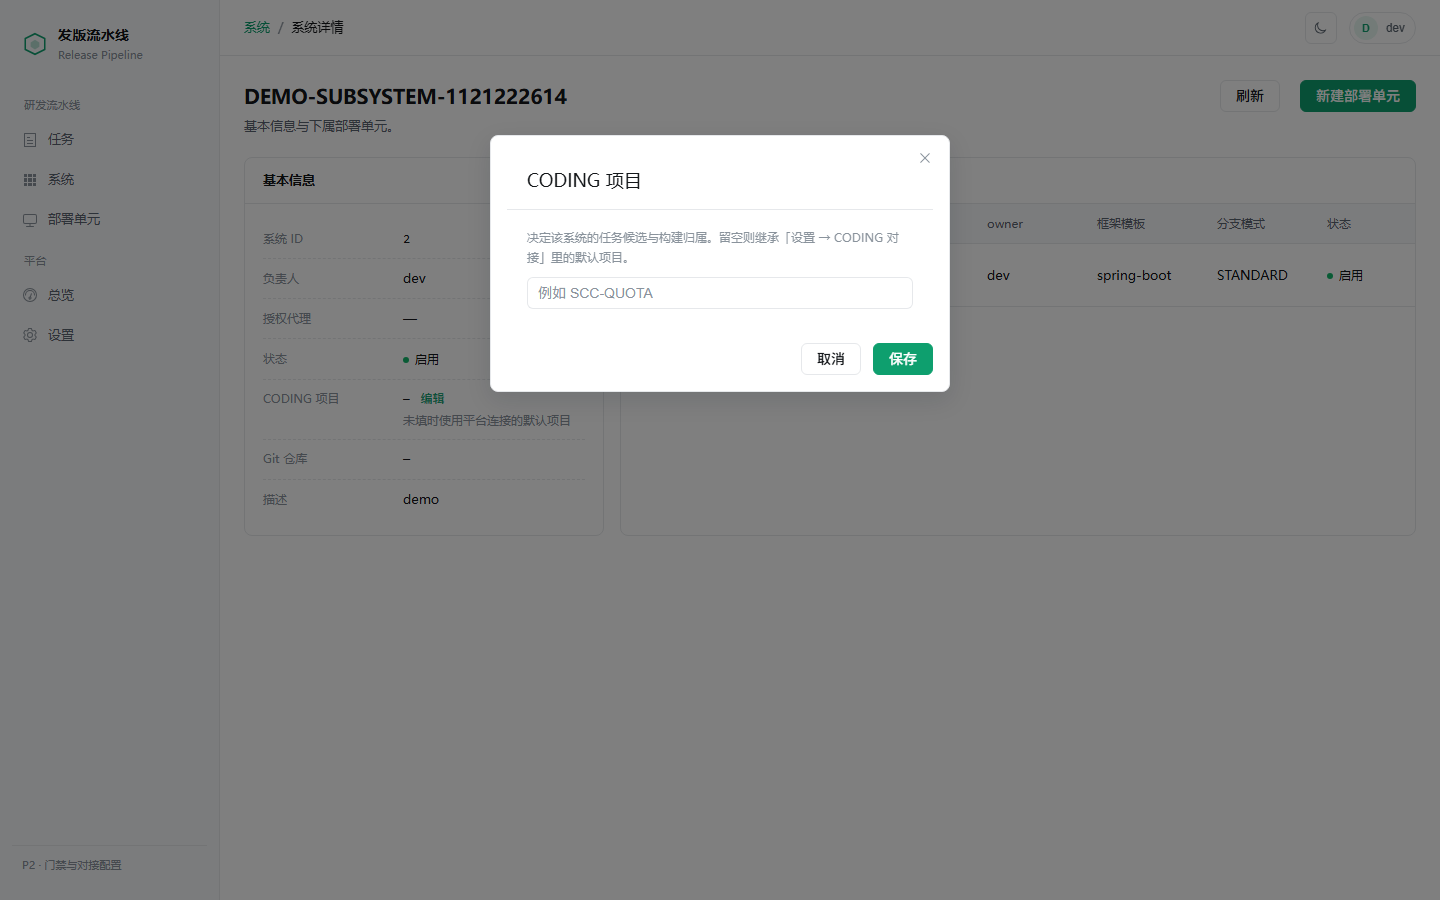 发版流水线
Release Pipeline
研发流水线
任务
系统
部署单元
平台
总览
设置
P2 · 门禁与对接配置
系统 / 系统详情
D dev
DEMO-SUBSYSTEM-1121222614
基本信息与下属部署单元。
刷新
新建部署单元
基本信息
系统 ID 2
负责人 dev
授权代理 —
状态 启用
CODING 项目 – 编辑
未填时使用平台连接的默认项目
Git 仓库 –
描述 demo
owner 框架模板 分支模式 状态
dev spring-boot STANDARD 启用
CODING 项目
决定该系统的任务候选与构建归属。留空则继承「设置 → CODING 对
接」里的默认项目。
例如 SCC-QUOTA
取消 保存